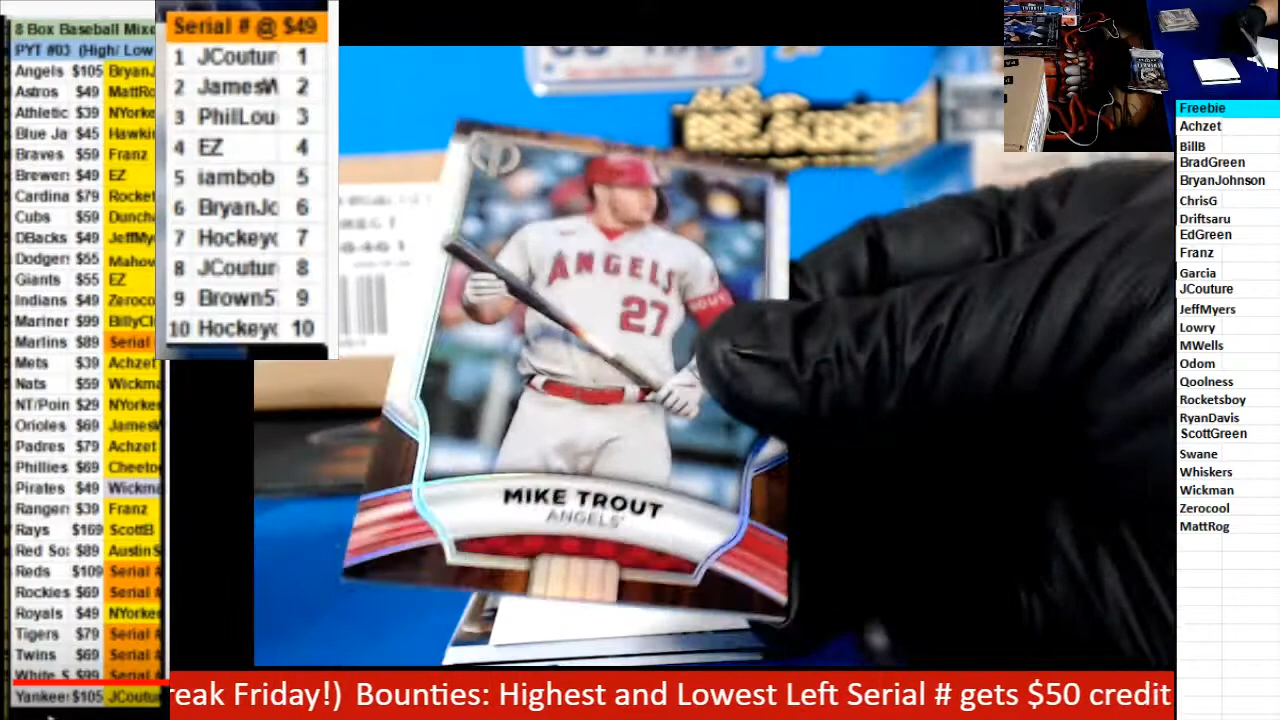 8 Box Baseball Mixe
PYT #03 (High/ Low
Angels $105 BryanJ
Astros $49 MattRo
Athletic $39 NYorke
Blue Ja $45 Hawkin
Braves $59 Franz
Brewer $49 EZ
Cardina $79 Rocket
Cubs $59 Duncha
DBacks $49 JeffMy
Dodger $55 Mahow
Giants $55 EZ
Indians $49 Zeroco
Mariner $99 BillyCl
Marlins $89 Serial
Mets $39 Achzet
Nats $59 Wickma
NT/Poin $29 NYorke
Orioles $69 JamesW
Padres $79 Achzet
Phillies $69 Cheeto
Pirates $49 Wickma
Ranger $39 Franz
Rays $169 ScottB
Red So $89 AustinS
Reds $109 Serial #
Rockies $69 Serial #
Royals $49 NYorke
Tigers $79 Serial #
Twins $69 Serial #
White S $99 Serial #
Yankee $105 JCoutu
Serial # @ $49
1 JCoutur 1
2 JamesW 2
3 PhilLou 3
4 EZ 4
5 iambob 5
6 BryanJo 6
7 Hockeyc 7
8 JCoutur 8
9 Brown5 9
10 Hockeyc 10
ANGELS
27
MIKE TROUT
ANGELS
Freebie
Achzet
BillB
BradGreen
BryanJohnson
ChrisG
Driftsaru
EdGreen
Franz
Garcia
JCouture
JeffMyers
Lowry
MWells
Odom
Qoolness
Rocketsboy
RyanDavis
ScottGreen
Swane
Whiskers
Wickman
Zerocool
MattRog
reak Friday!) Bounties: Highest and Lowest Left Serial # gets $50 credit